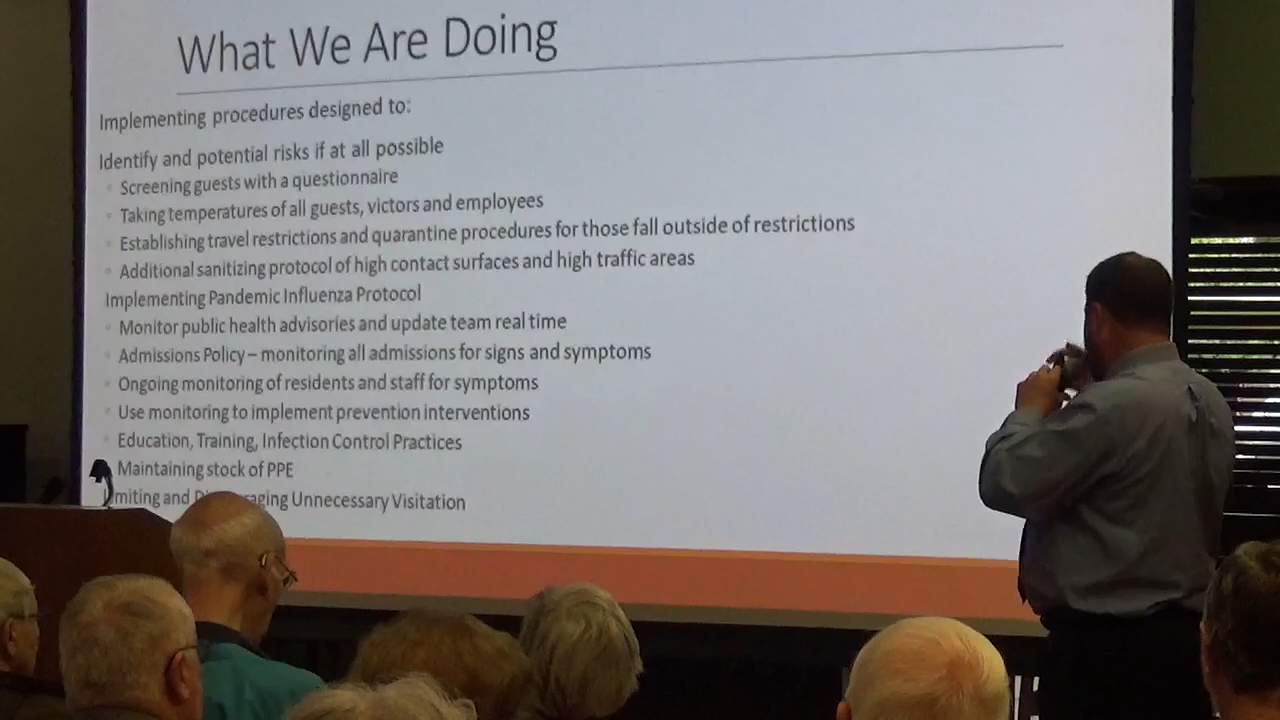 What We Are Doing
Implementing procedures designed to:
Identify and potential risks if at all possible
Screening guests with a questionnaire
Taking temperatures of all guests, victors and employees
Establishing travel restrictions and quarantine procedures for those fall outside of restrictions
Additional sanitizing protocol of high contact surfaces and high traffic areas
Implementing Pandemic Influenza Protocol
Monitor public health advisories and update team real time
Admissions Policy – monitoring all admissions for signs and symptoms
Ongoing monitoring of residents and staff for symptoms
Use monitoring to implement prevention interventions
Education, Training, Infection Control Practices
Maintaining stock of PPE
and Unnecessary Visitation